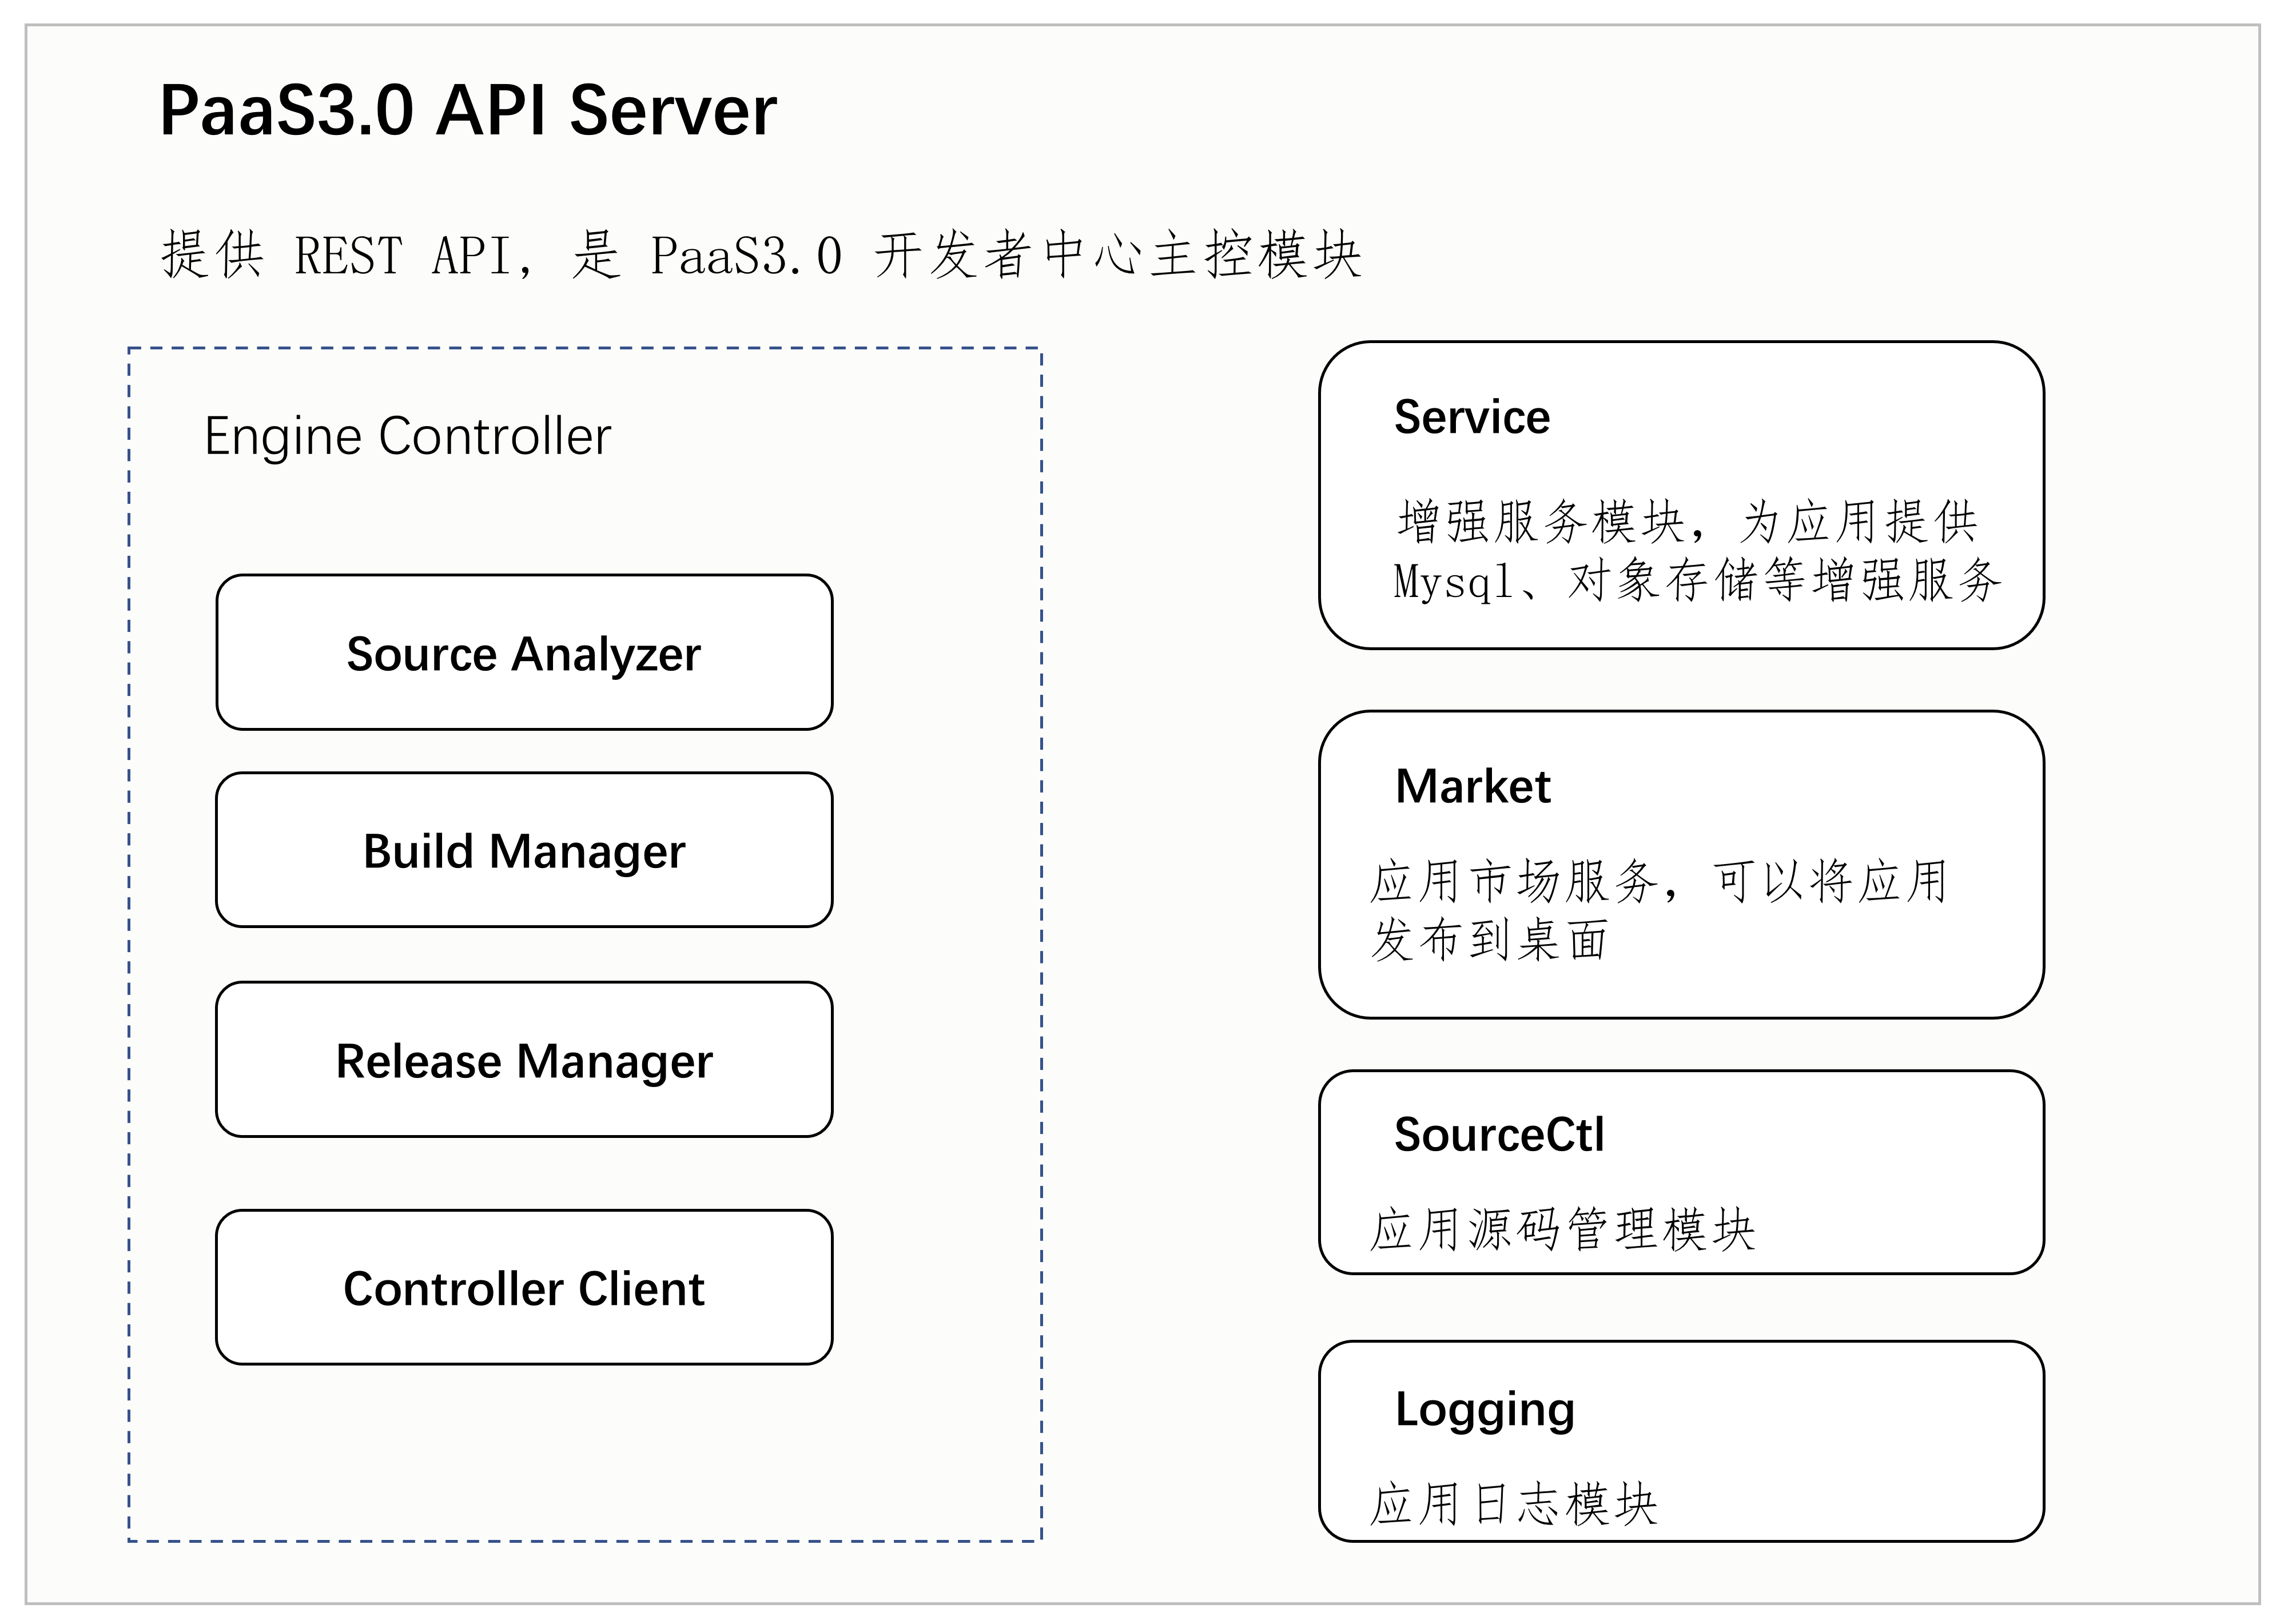 PaaS3.0 API Server
提供 REST API, 是 PaaS3.0 开发者中心主控模块
Engine Controller
Source Analyzer
Build Manager
Release Manager
Controller Client
Service
增强服务模块，为应用提供
Mysql、对象存储等增强服务
Market
应用市场服务，可以将应用
发布到桌面
SourceCtl
应用源码管理模块
Logging
应用日志模块